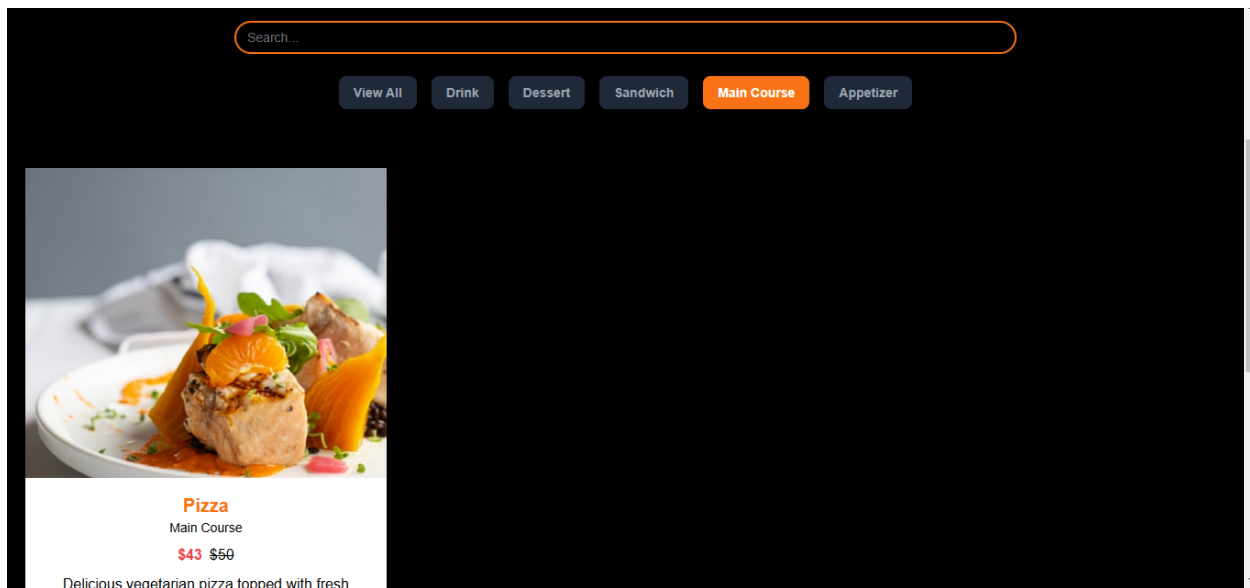 Search...
View All Drink Dessert Sandwich Main Course Appetizer
Pizza
Main Course
$43 $50
Delicious vegetarian pizza topped with fresh